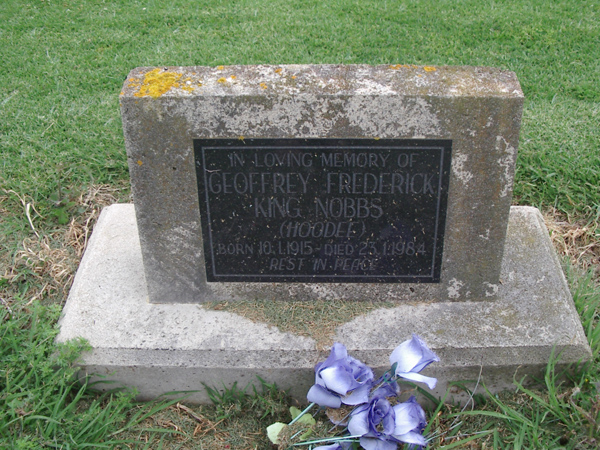 IN LOVING MEMORY OF
GEOFFREY FREDERICK
KING NOBBS
(HOODEE)
BORN 10.1.1915 - DIED 23.1.1984
REST IN PEACE